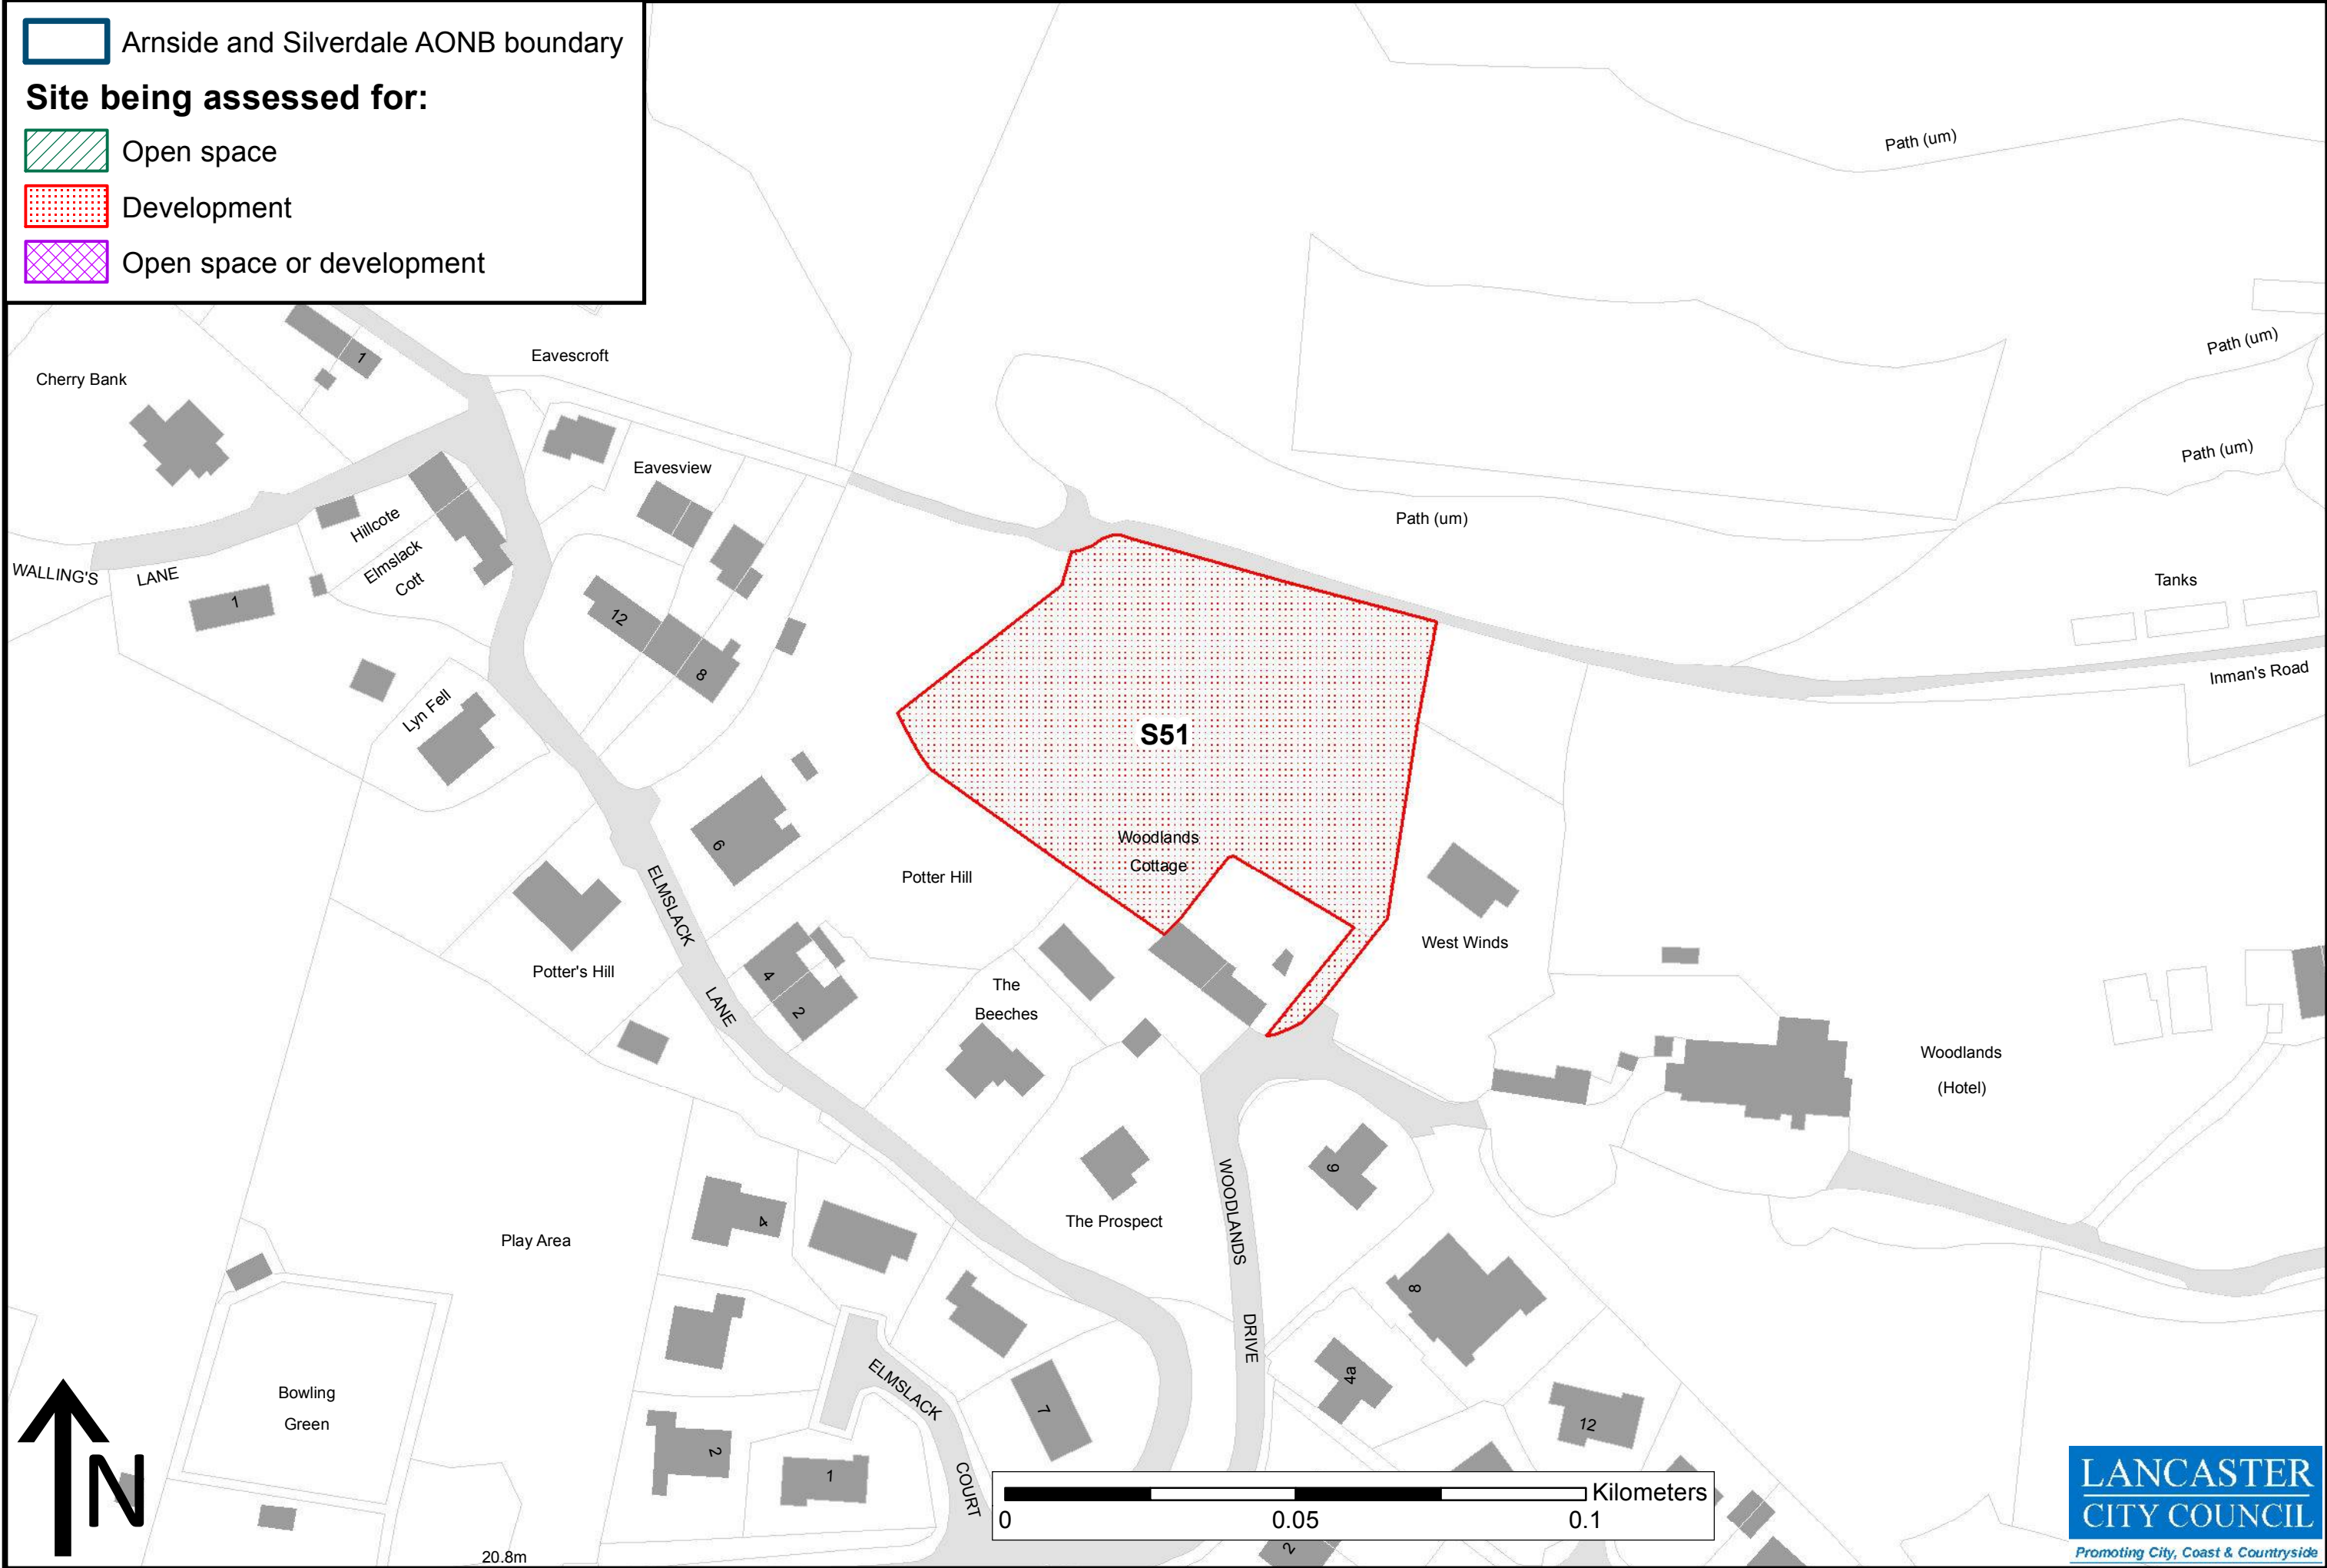 Arnside and Silverdale AONB boundary
Site being assessed for:
Open space
Development
Open space or development
Path (um)
Path (um)
Path (um)
Path (um)
Eavescroft
1
Cherry Bank
Eavesview
Hillcote
Elmslack
Cott
WALLING'S LANE
1
12
8
Lyn Fell
Tanks
Inman's Road
S51
6
Woodlands
Cottage
Potter Hill
ELMSLACK
LANE
West Winds
Potter's Hill
4
2
The
Beeches
Woodlands
(Hotel)
6
WOODLANDS
DRIVE
The Prospect
4
Play Area
8
4a
Bowling
Green
ELMSLACK
COURT
7
12
2
1
N
20.8m
2
Kilometers
0 0.05 0.1
LANCASTER
CITY COUNCIL
Promoting City, Coast & Countryside